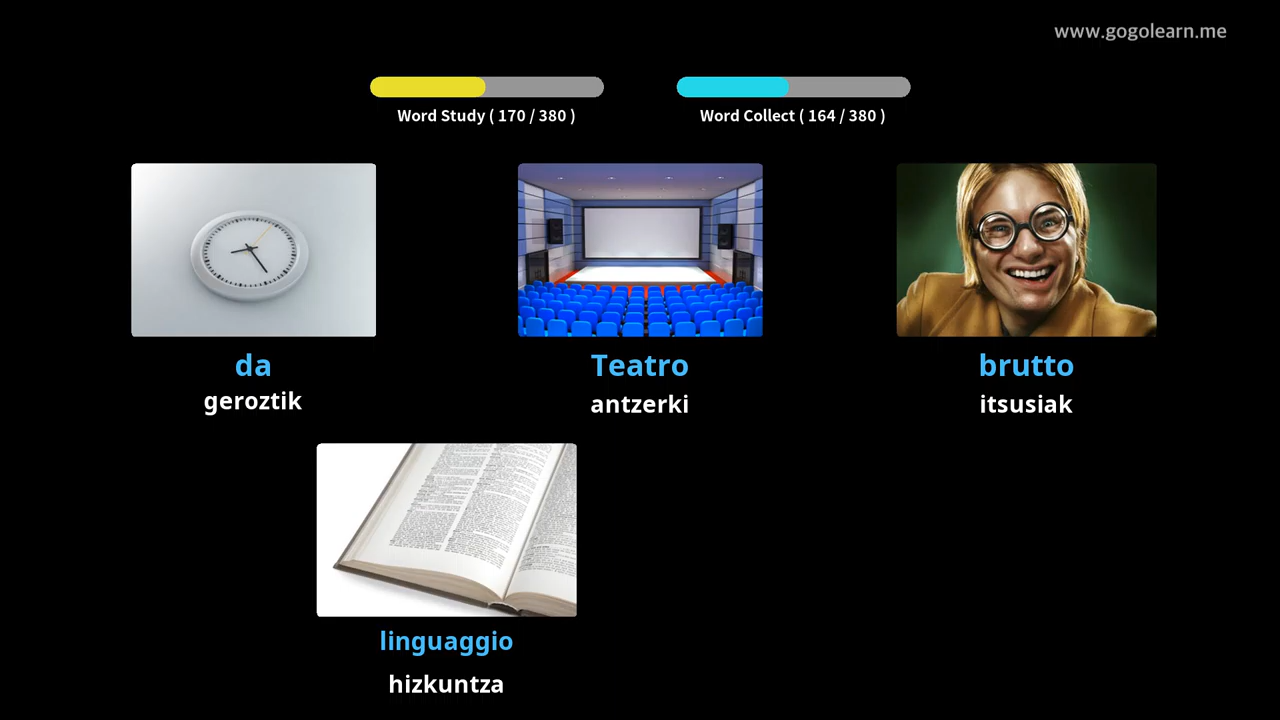 www.gogolearn.me
Word Study ( 170 / 380 )
Word Collect ( 164 / 380 )
da
geroztik
Teatro
antzerki
brutto
itsusiak
linguaggio
hizkuntza